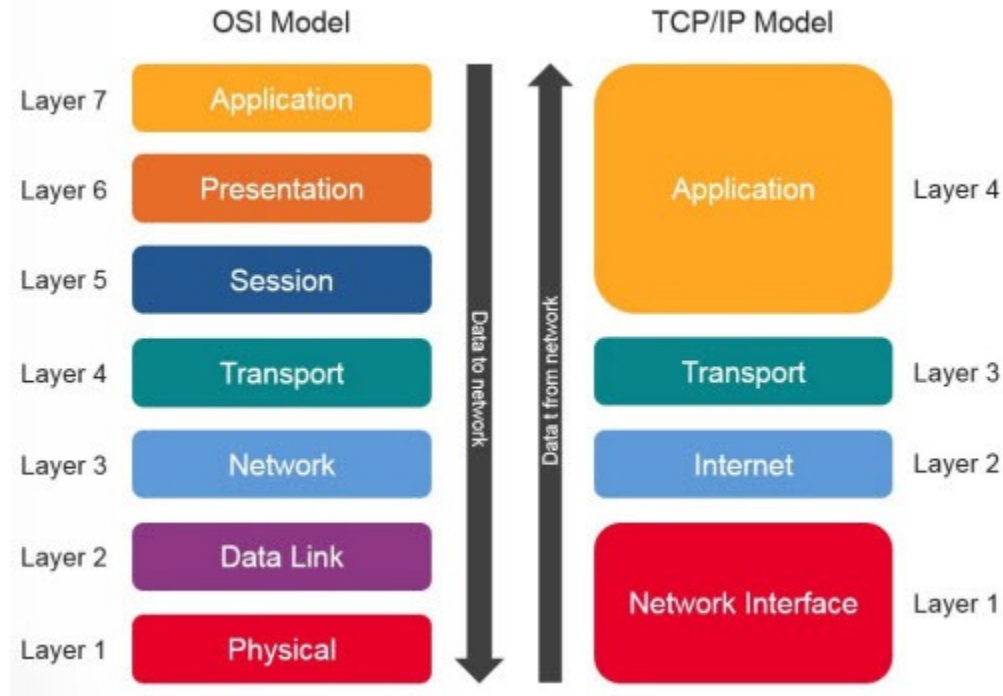 OSI Model
TCP/IP Model
Layer 7
Application
Layer 6
Presentation
Layer 5
Session
Layer 4
Transport
Layer 3
Network
Layer 2
Data Link
Layer 1
Physical
Data to network
Data t from network
Application
Layer 4
Transport
Layer 3
Internet
Layer 2
Network Interface
Layer 1